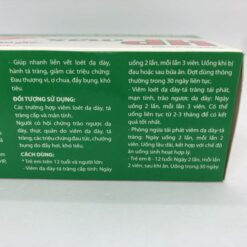 - Giúp nhanh liền vết loét dạ dày,
hành tá tràng, giảm các triệu chứng:
Đau thượng vị, ợ chua, đầy bụng, khó
tiêu.
ĐỐI TƯỢNG SỬ DỤNG:
Các trường hợp viêm loét dạ dày- tá
tràng cấp và mãn tính.
Người có hội chứng trào ngược dạ
dày, thực quản do viêm dạ dày, tá
tràng, các triệu chứng đau tức, chướng
bụng do đầy hơi, khó tiêu.
CÁCH DÙNG:
* Trẻ em trên 12 tuổi và người lớn
- Viêm dạ dày-tá tràng cấp tính: Ngày
uống 2 lần, mỗi lần 3 viên. Uống khi bị
đau hoặc sau bữa ăn. Đợt dùng thông
thường trong 30 ngày liên tục.
- Viêm loét dạ dày-tá tràng tái phát,
mạn tính, trào ngược dạ dày: Ngày
uống 2 lần, mỗi lần 3 viên. Có thể
uống liên tục từ 2-3 tháng để có kết
quả tốt nhất.
- Phòng ngừa tái phát viêm dạ dày-tá
tràng: Ngày uống 2 lần, mỗi lần 2
viên. Uống lâu dài, kết hợp với chế độ
ăn uống sinh hoạt hợp lý.
* Trẻ em 8 - 12 tuổi: Ngày 2 lần, mỗi lần
viên, sau khi ăn. Uống trong 30 ngày